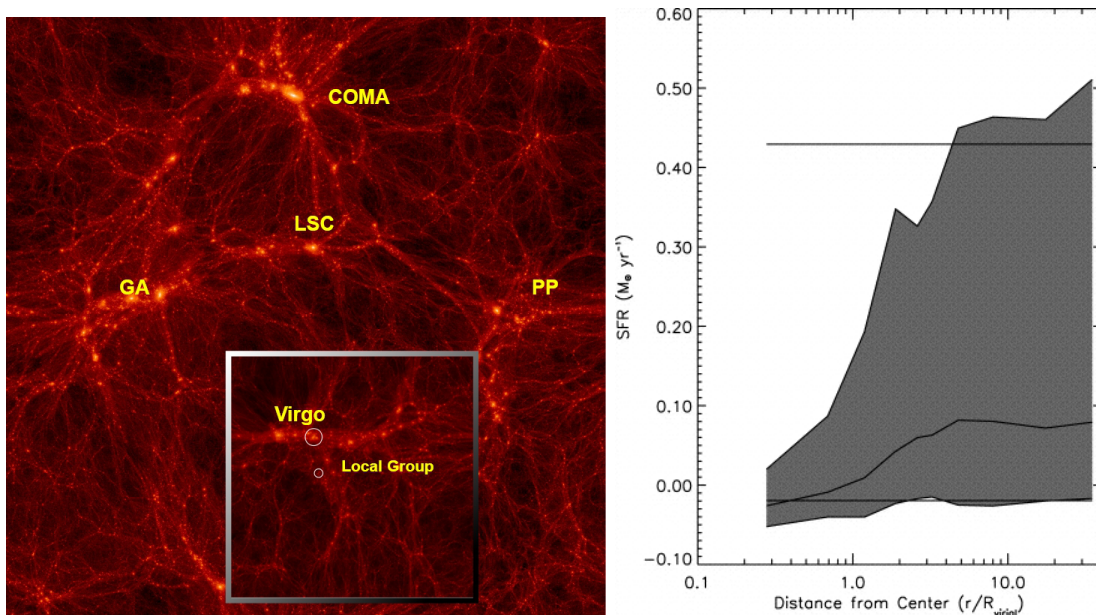 COMA
LSC
GA
PP
Virgo
Local Group
0.60
0.50
0.40
0.30
0.20
0.10
0.00
-0.10
SFR (M⊙ yr⁻¹)
0.1
1.0
10.0
Distance from Center (r/Rvirial)